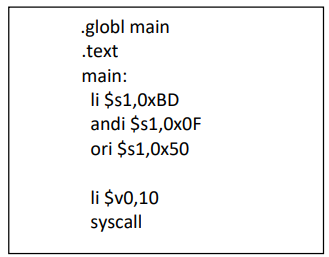 .globl main
.text
main:
li $s1,0xBD
andi $s1,0x0F
ori $s1,0x50
li $v0,10
syscall